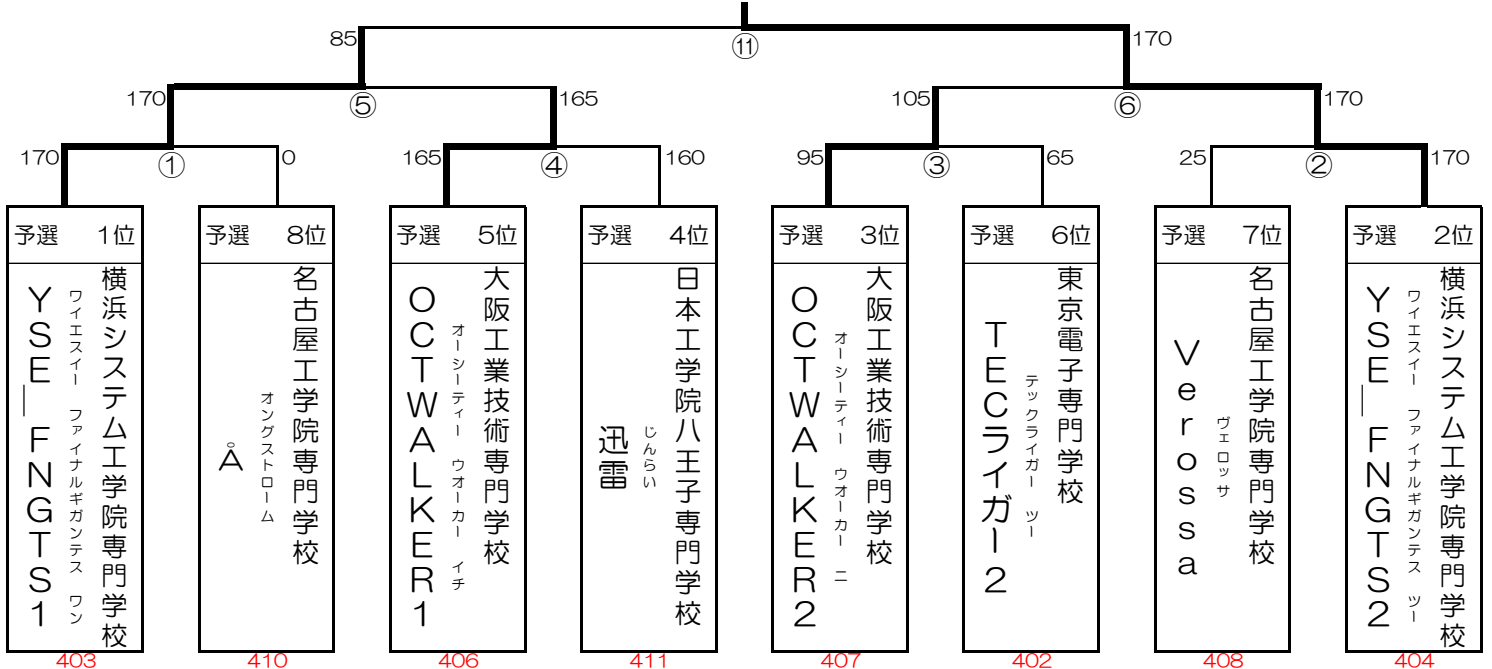 85
⑪
170
170
⑤
165
105
⑥
170
170
①
0
165
④
160
95
③
65
25
②
170
予選 1位
横浜システム工学院専門学校
ワイエスイー ファイナルギガンテス ワン
YSE_FNGTS1
403
予選 8位
名古屋工学院専門学校
オングストローム
Å
410
予選 5位
大阪工業技術専門学校
オーシーティー ウオーカー イチ
OCTWALKER1
406
予選 4位
日本工学院八王子専門学校
じんらい
迅雷
411
予選 3位
大阪工業技術専門学校
オーシーティー ウオーカー ニ
OCTWALKER2
407
予選 6位
東京電子専門学校
テックライガー ツー
TECライガー2
402
予選 7位
名古屋工学院専門学校
ヴェロッサ
Verossa
408
予選 2位
横浜システム工学院専門学校
ワイエスイー ファイナルギガンテス ツー
YSE_FNGTS2
404